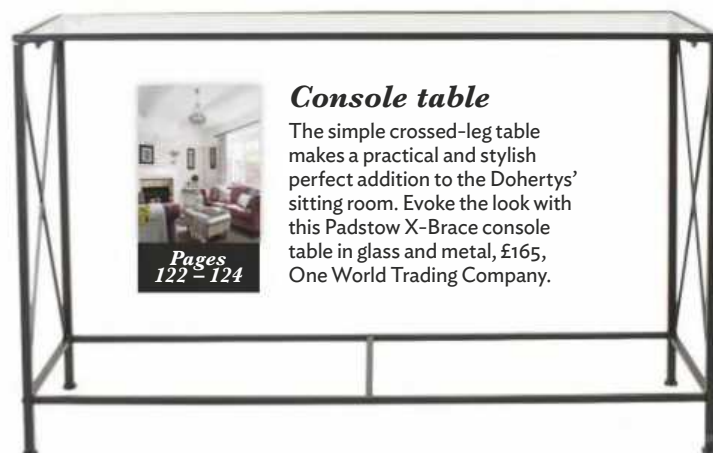 Console table
The simple crossed-leg table
makes a practical and stylish
perfect addition to the Dohertys’
sitting room. Evoke the look with
this Padstow X-Brace console
table in glass and metal, £165,
One World Trading Company.
Pages
122 – 124